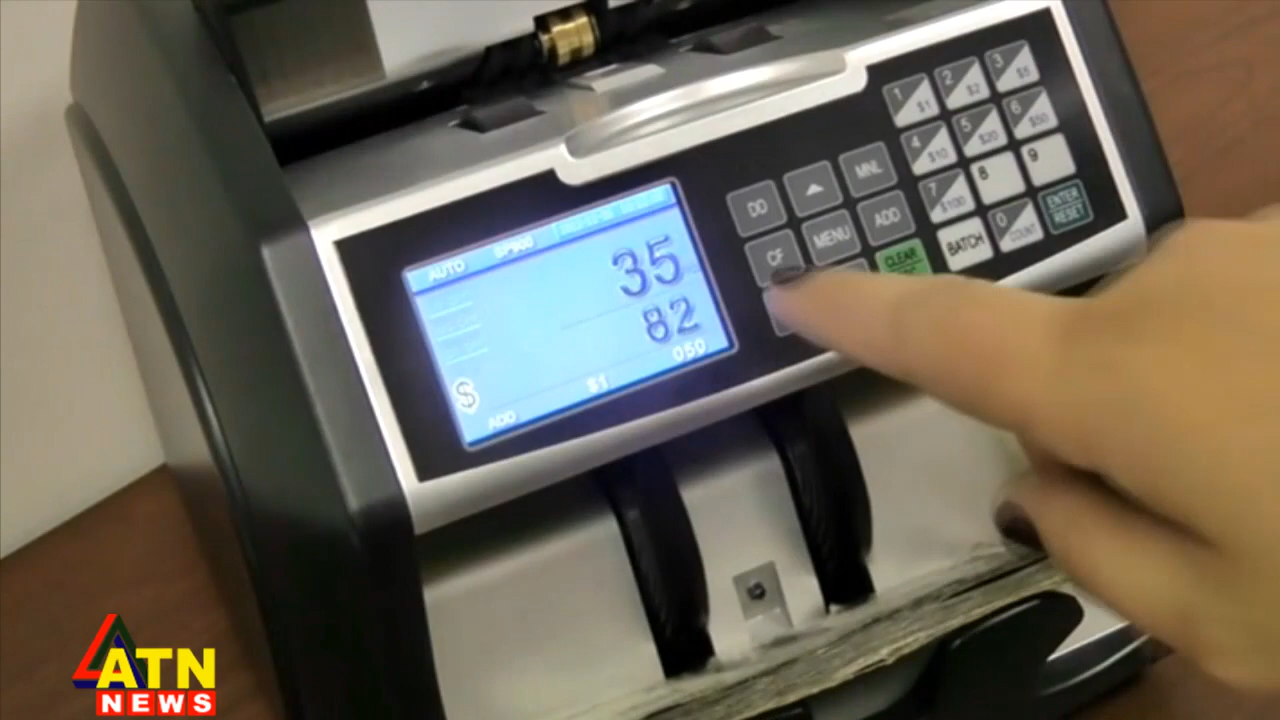 AUTO SP900
35
82
050
$ $1
ADD
1 $1
2 $2
3 $5
4 $10
5 $20
6 $50
7 $100
8
9
0 COUNT
BATCH
ENTER
RESET
DD
MNL
CF
MENU
ADD
CLEAR
ATN
NEWS